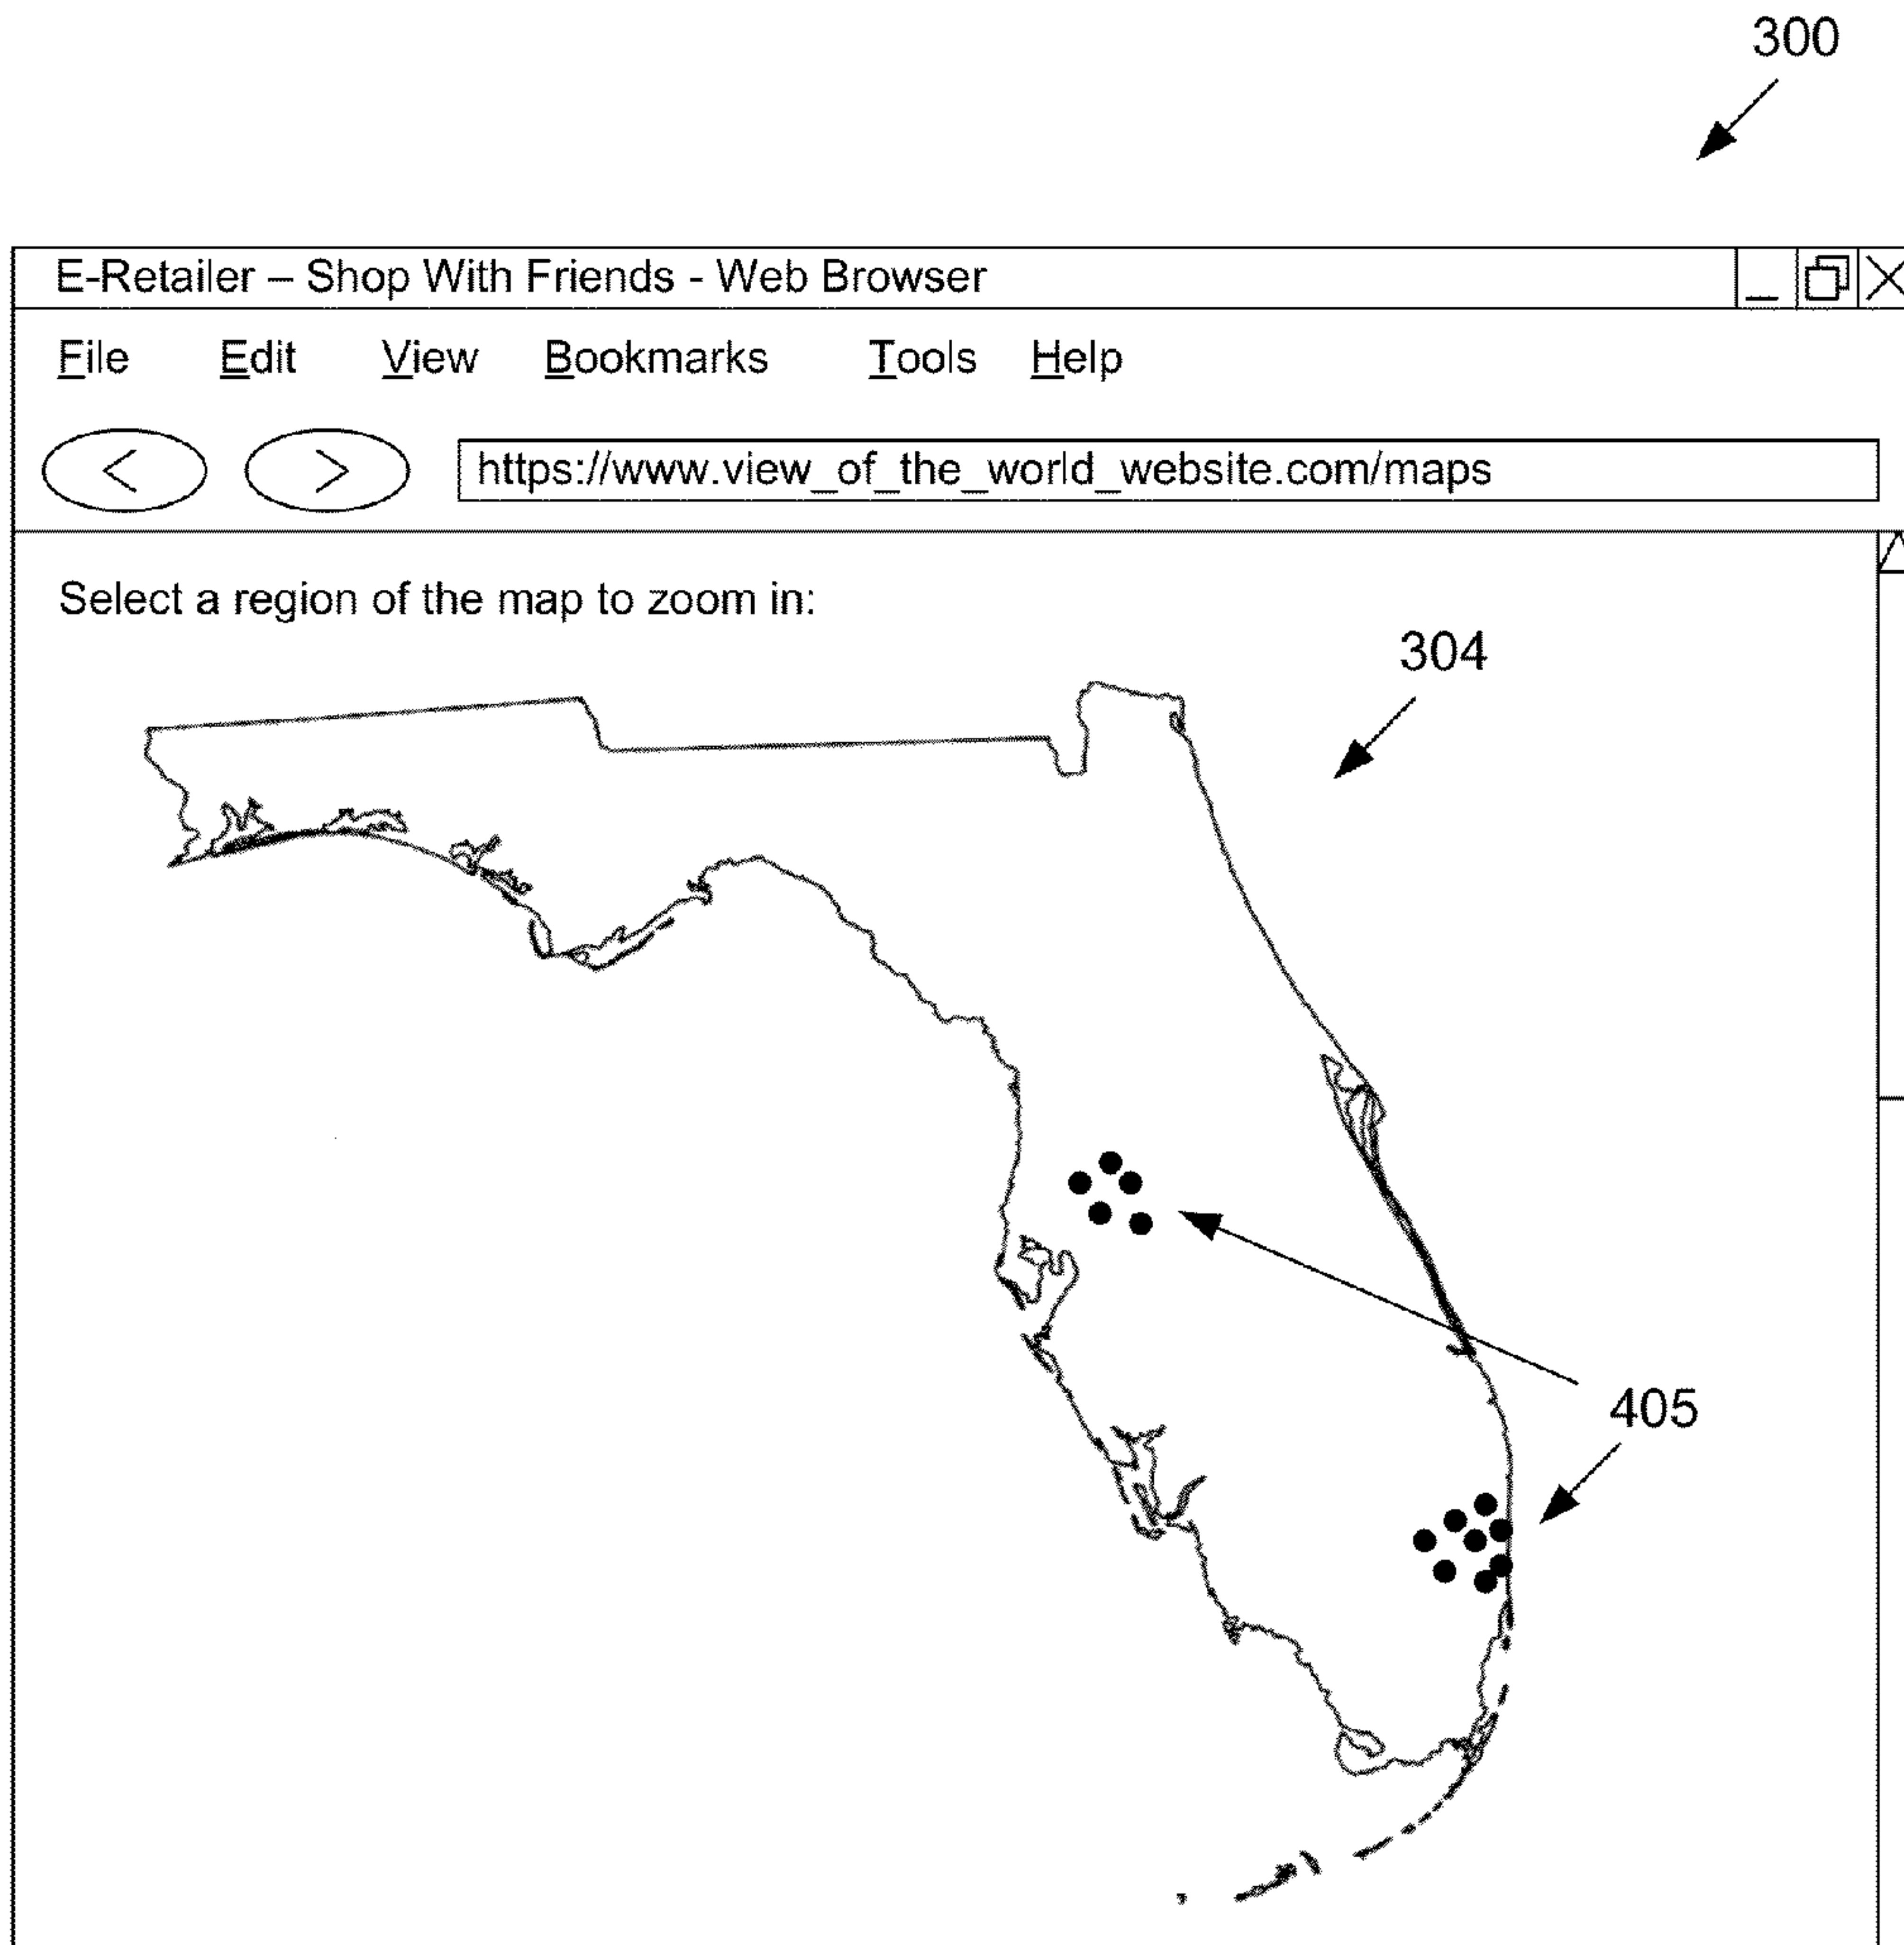 300
E-Retailer – Shop With Friends - Web Browser
File Edit View Bookmarks Tools Help
< > https://www.view_of_the_world_website.com/maps
Select a region of the map to zoom in:
304
405